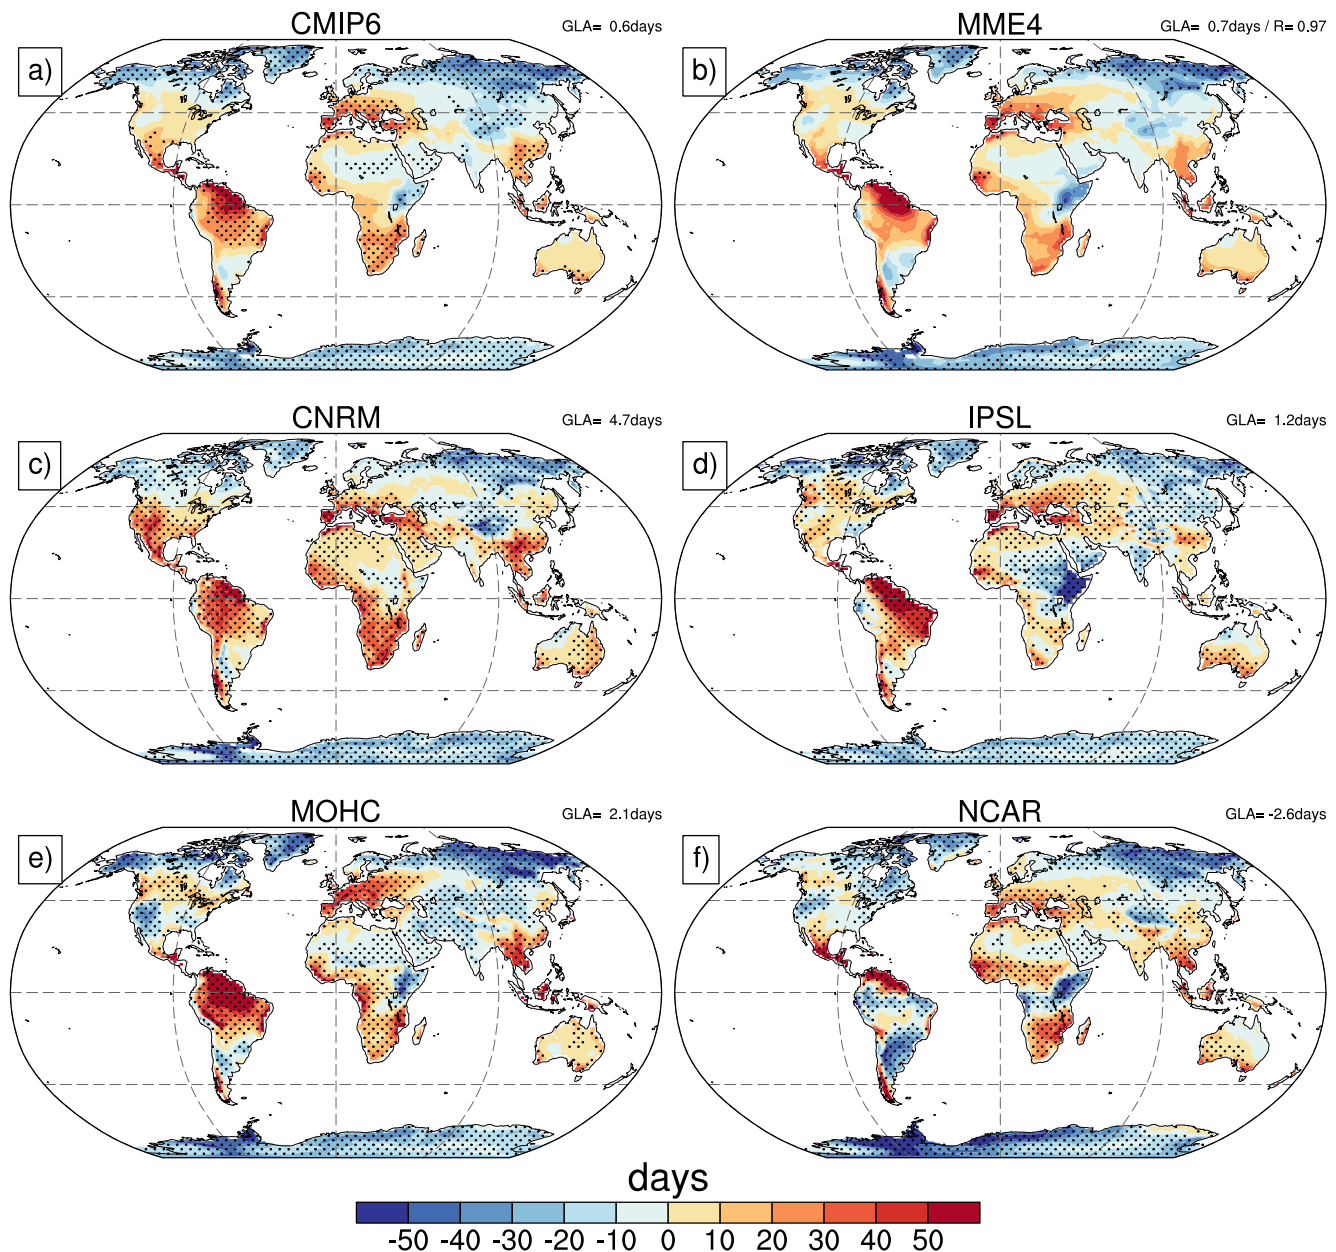 CMIP6
GLA= 0.6days
a)
MME4
GLA= 0.7days / R= 0.97
b)
CNRM
GLA= 4.7days
c)
IPSL
GLA= 1.2days
d)
MOHC
GLA= 2.1days
e)
NCAR
GLA= -2.6days
f)
days
-50 -40 -30 -20 -10 0 10 20 30 40 50